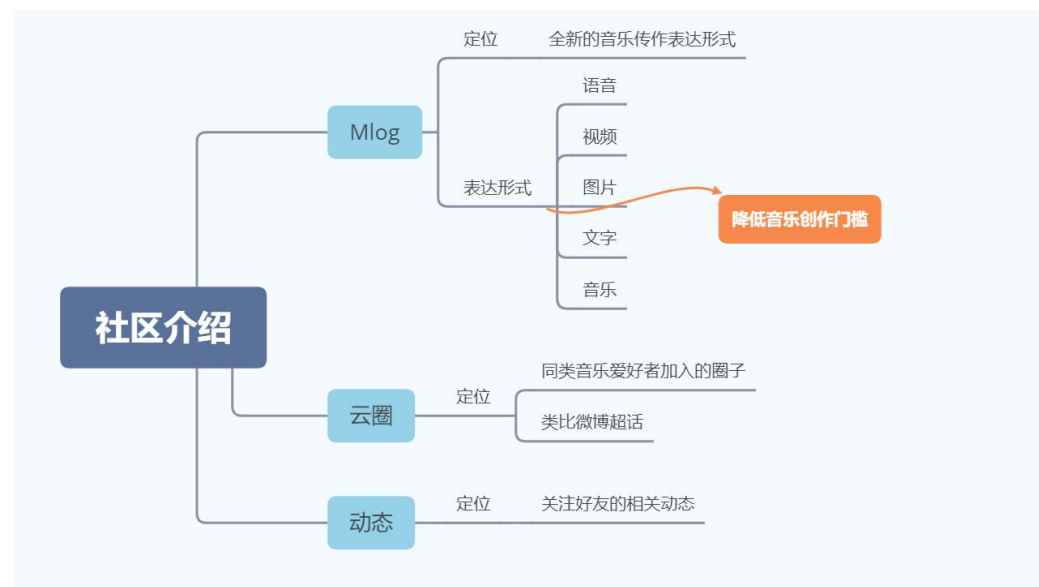 社区介绍
Mlog
定位
全新的音乐传作表达形式
表达形式
语音
视频
图片
文字
音乐
降低音乐创作门槛
云圈
定位
同类音乐爱好者加入的圈子
类比微博超话
动态
定位
关注好友的相关动态